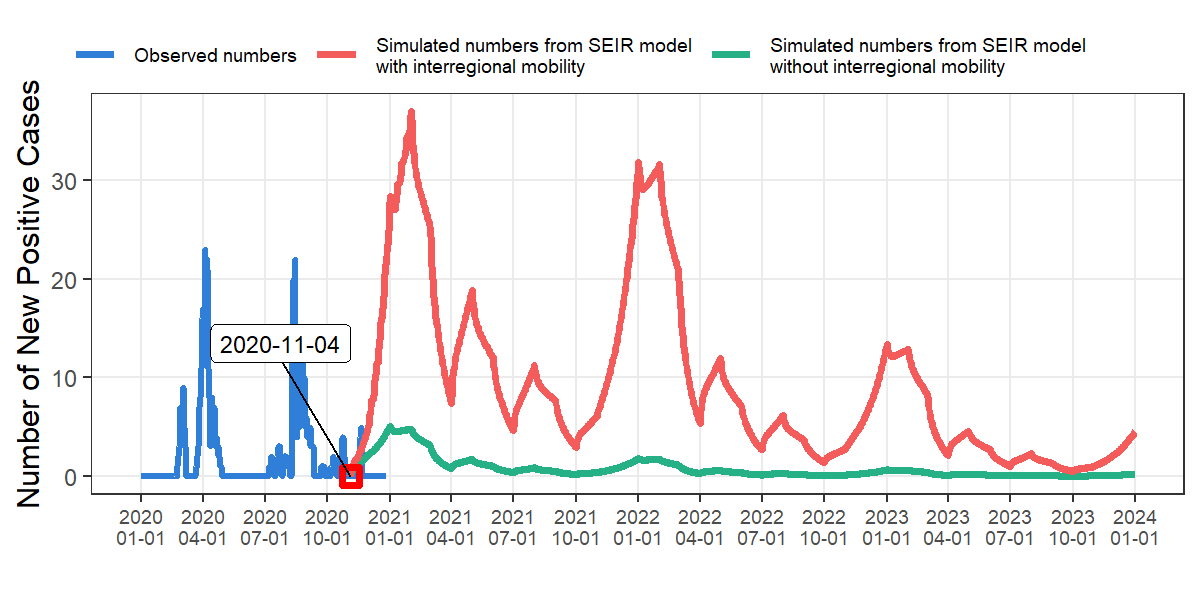 Observed numbers
Simulated numbers from SEIR model
with interregional mobility
Simulated numbers from SEIR model
without interregional mobility
Number of New Positive Cases
30
20
10
0
2020-11-04
2020 2020 2020 2020 2021 2021 2021 2021 2022 2022 2022 2022 2023 2023 2023 2023 2024
01-01 04-01 07-01 10-01 01-01 04-01 07-01 10-01 01-01 04-01 07-01 10-01 01-01 04-01 07-01 10-01 01-01